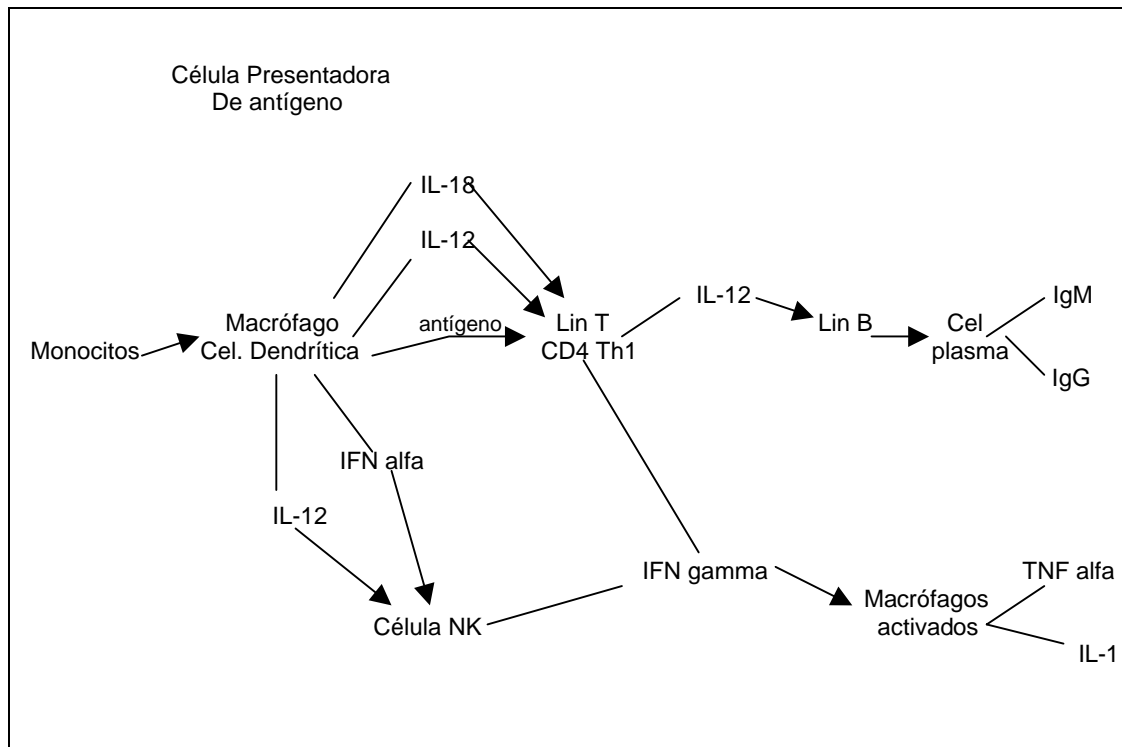 Célula Presentadora
De antígeno
IL-18
IL-12
Macrófago
Cel. Dendrítica
Monocitos
antígeno
Lin T
CD4 Th1
IL-12
Lin B
Cel
plasma
IgM
IgG
IFN alfa
IL-12
Célula NK
IFN gamma
Macrófagos
activados
TNF alfa
IL-1